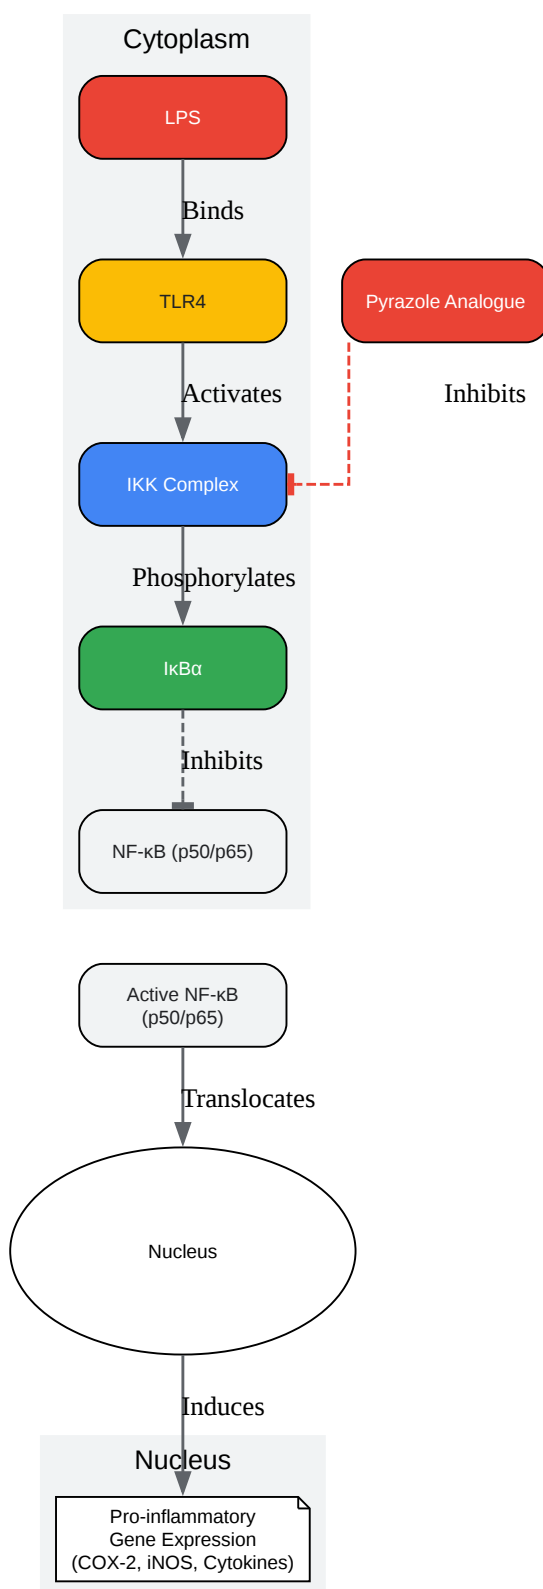 Cytoplasm
LPS
Binds
TLR4
Pyrazole Analogue
Activates
Inhibits
IKK Complex
Phosphorylates
IκBα
Inhibits
NF-κB (p50/p65)
Active NF-κB
(p50/p65)
Translocates
Nucleus
Induces
Nucleus
Pro-inflammatory
Gene Expression
(COX-2, iNOS, Cytokines)